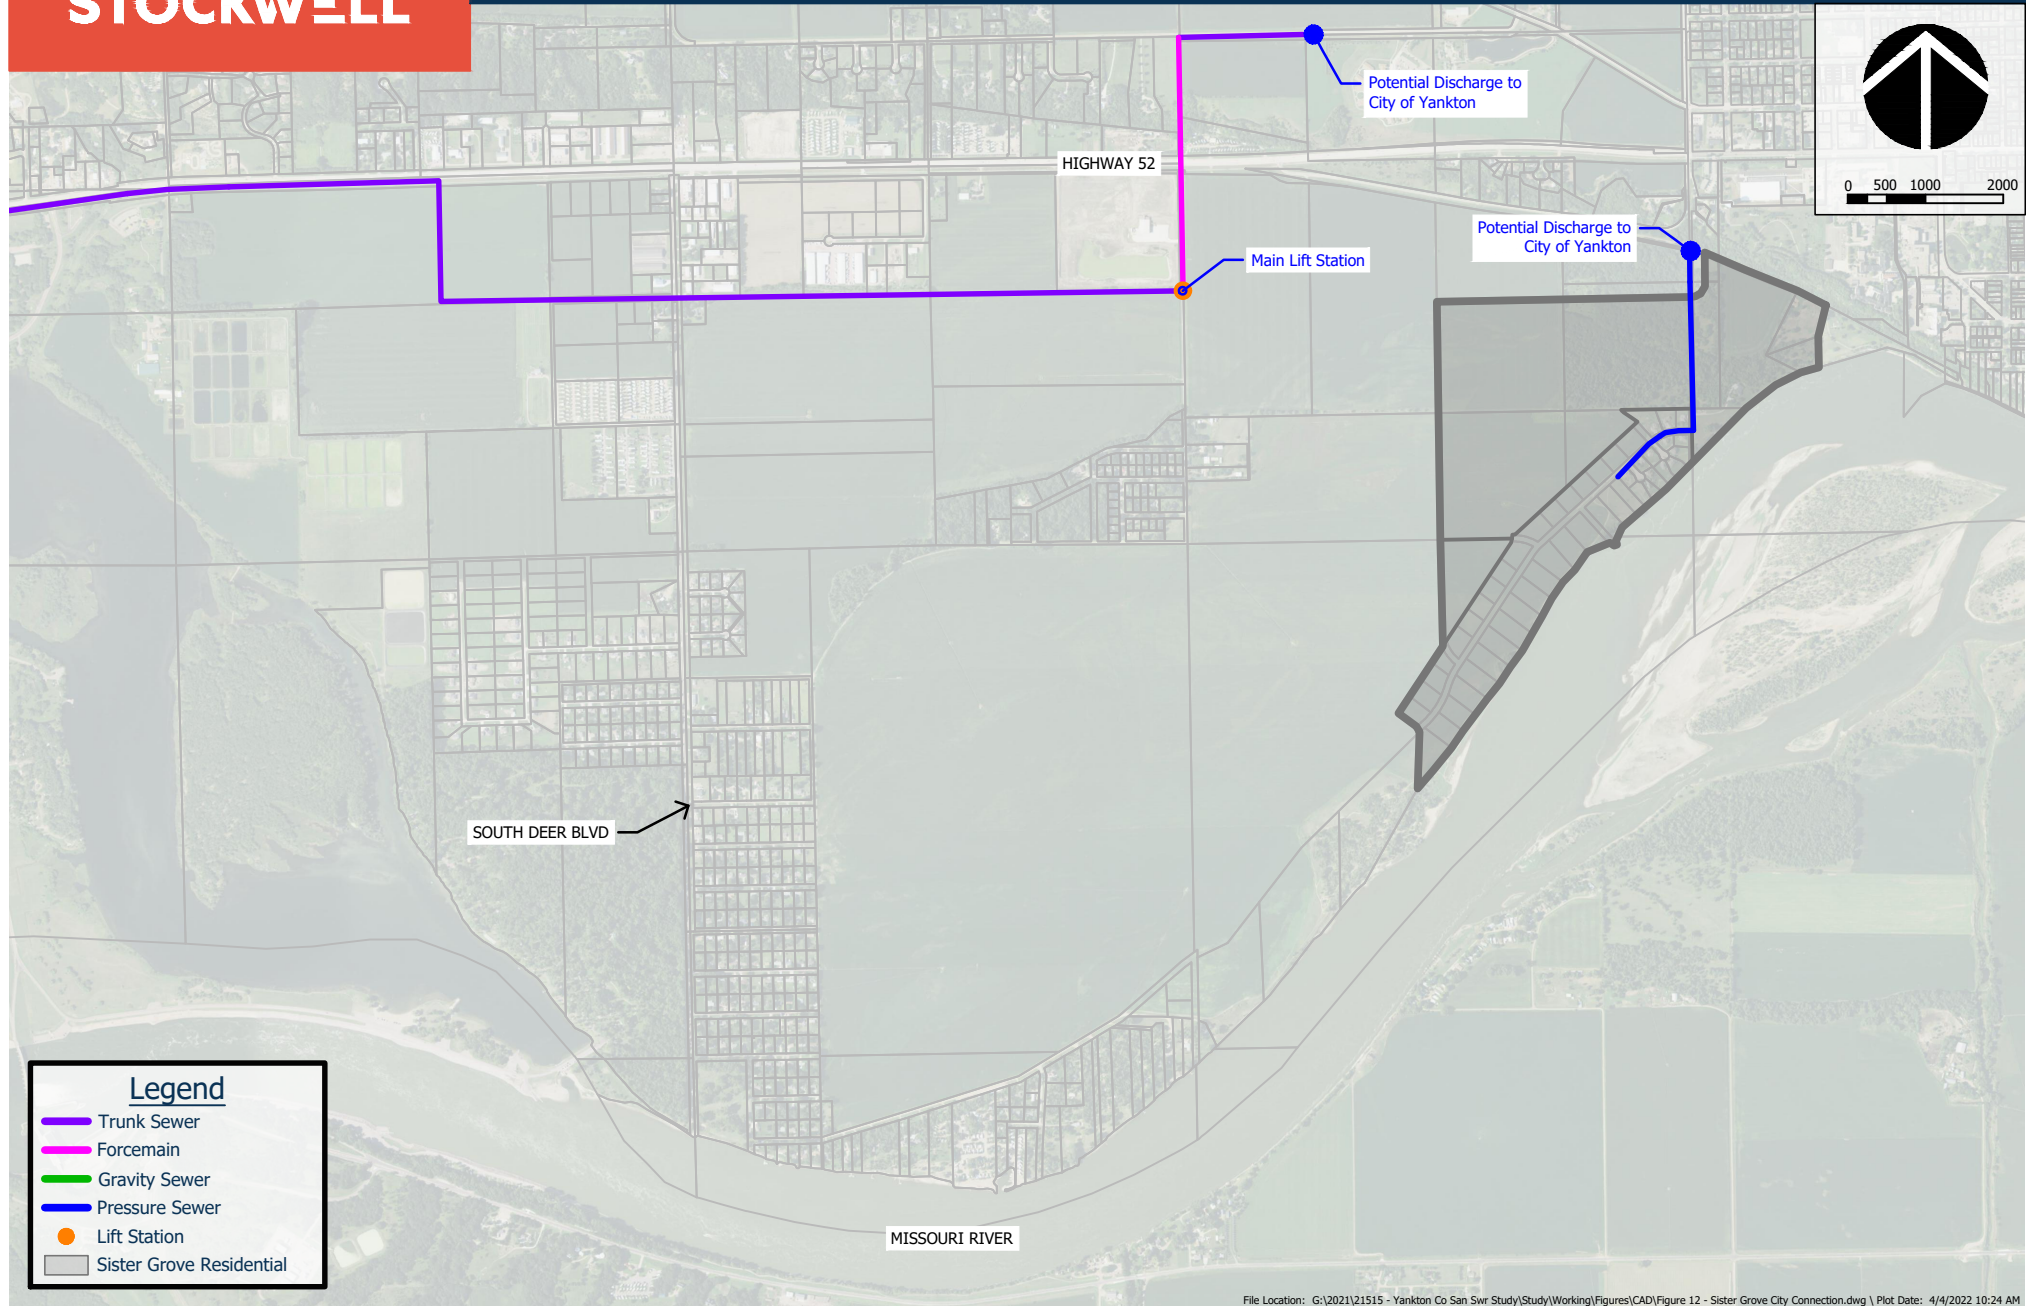 STOCKWELL
Potential Discharge to
City of Yankton
HIGHWAY 52
0 500 1000 2000
Potential Discharge to
City of Yankton
Main Lift Station
SOUTH DEER BLVD
MISSOURI RIVER
Legend
Trunk Sewer
Forcemain
Gravity Sewer
Pressure Sewer
Lift Station
Sister Grove Residential
File Location: G:\2021\21515 - Yankton Co San Swr Study\Study\Working\Figures\CAD\Figure 12 - Sister Grove City Connection.dwg \ Plot Date: 4/4/2022 10:24 AM